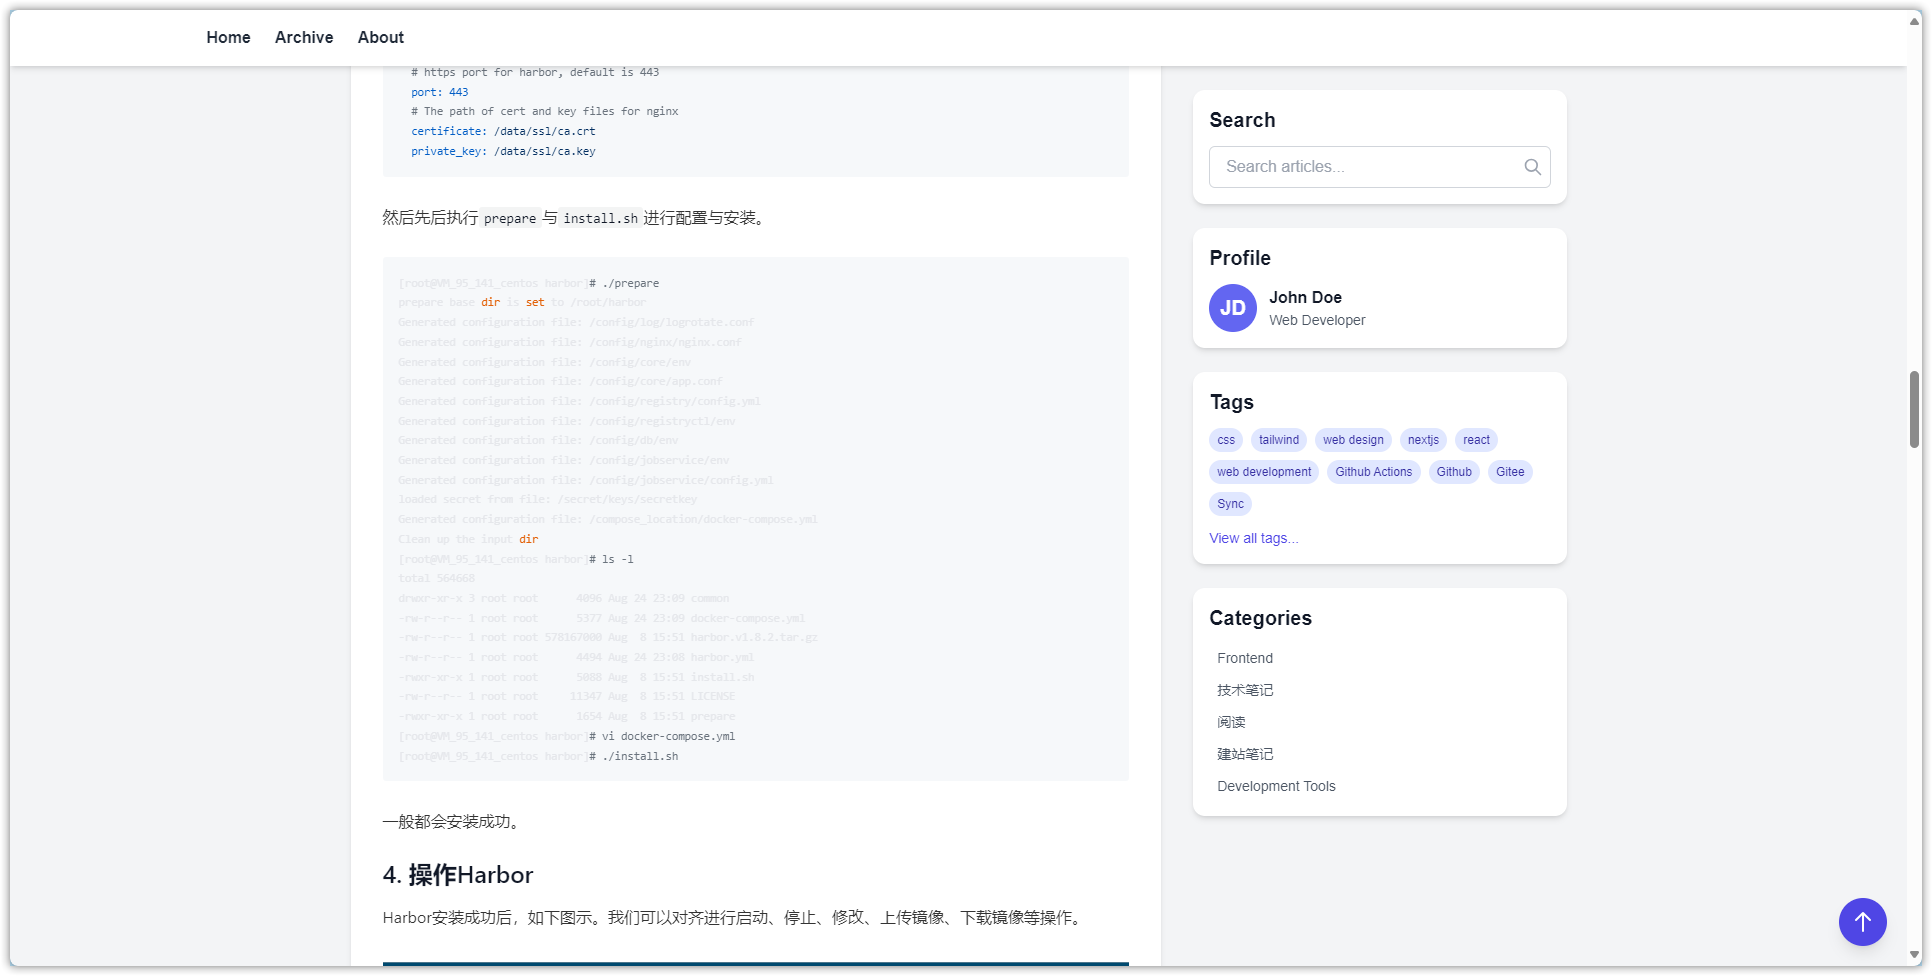 Home Archive About
# https port for harbor, default is 443
port: 443
# The path of cert and key files for nginx
certificate: /data/ssl/ca.crt
private_key: /data/ssl/ca.key
然后先后执行 prepare 与 install.sh 进行配置与安装。
[root@VM_95_141_centos harbor]# ./prepare
prepare base dir is set to /root/harbor
Generated configuration file: /config/log/logrotate.conf
Generated configuration file: /config/nginx/nginx.conf
Generated configuration file: /config/core/env
Generated configuration file: /config/core/app.conf
Generated configuration file: /config/registry/config.yml
Generated configuration file: /config/registryctl/env
Generated configuration file: /config/db/env
Generated configuration file: /config/jobservice/env
Generated configuration file: /config/jobservice/config.yml
loaded secret from file: /secret/keys/secretkey
Generated configuration file: /compose_location/docker-compose.yml
Clean up the input dir
[root@VM_95_141_centos harbor]# ls -l
total 564668
drwxr-xr-x 3 root root      4096 Aug 24 23:09 common
-rw-r--r-- 1 root root      5377 Aug 24 23:09 docker-compose.yml
-rw-r--r-- 1 root root 578167000 Aug  8 15:51 harbor.v1.8.2.tar.gz
-rw-r--r-- 1 root root      4494 Aug 24 23:08 harbor.yml
-rwxr-xr-x 1 root root      5088 Aug  8 15:51 install.sh
-rw-r--r-- 1 root root     11347 Aug  8 15:51 LICENSE
-rwxr-xr-x 1 root root      1654 Aug  8 15:51 prepare
[root@VM_95_141_centos harbor]# vi docker-compose.yml
[root@VM_95_141_centos harbor]# ./install.sh
一般都会安装成功。
4. 操作Harbor
Harbor安装成功后，如下图示。我们可以对齐进行启动、停止、修改、上传镜像、下载镜像等操作。
Search
Search articles...
Profile
JD
John Doe
Web Developer
Tags
css tailwind web design nextjs react
web development Github Actions Github Gitee
Sync
View all tags...
Categories
Frontend
技术笔记
阅读
建站笔记
Development Tools